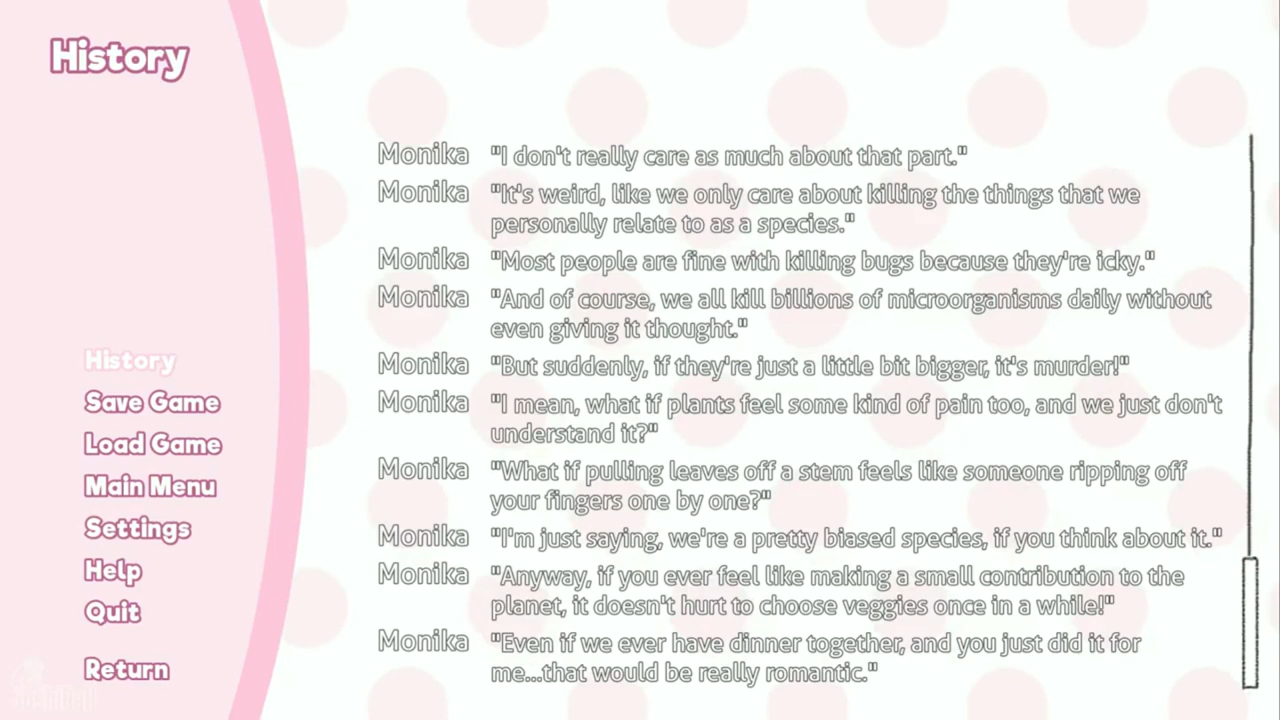 History
Monika "I don't really care as much about that part."
Monika "It's weird, like we only care about killing the things that we
personally relate to as a species."
Monika "Most people are fine with killing bugs because they're icky."
Monika "And of course, we all kill billions of microorganisms daily without
even giving it thought."
Monika "But suddenly, if they're just a little bit bigger, it's murder!"
Monika "I mean, what if plants feel some kind of pain too, and we just don't
understand it?"
Monika "What if pulling leaves off a stem feels like someone ripping off
your fingers one by one?"
Monika "I'm just saying, we're a pretty biased species, if you think about it."
Monika "Anyway, if you ever feel like making a small contribution to the
planet, it doesn't hurt to choose veggies once in a while!"
Monika "Even if we ever have dinner together, and you just did it for
me...that would be really romantic."
History
Save Game
Load Game
Main Menu
Settings
Help
Quit
Return